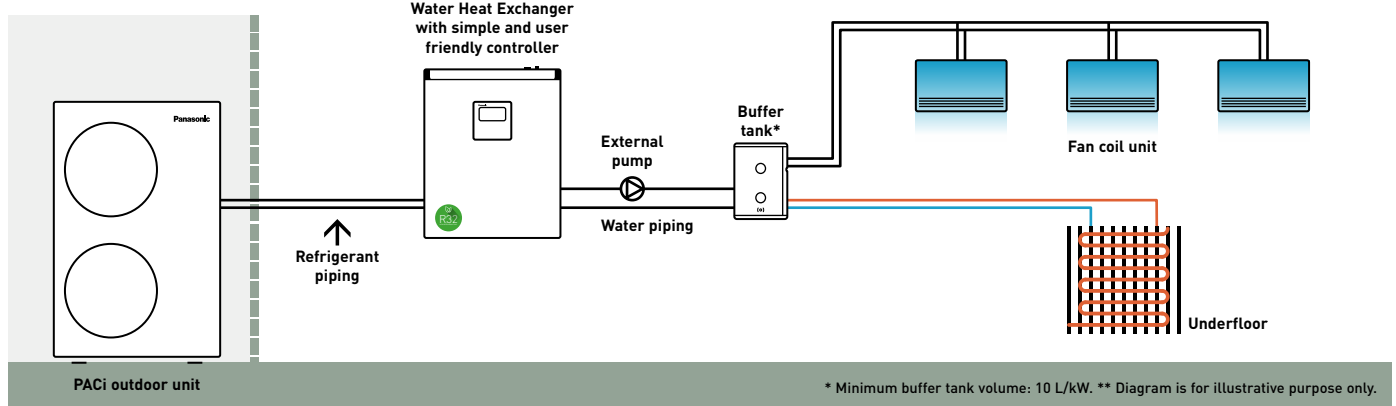 Water Heat Exchanger
with simple and user
friendly controller
Panasonic
R32
External
pump
Buffer
tank*
Fan coil unit
Refrigerant
piping
Water piping
Underfloor
PACi outdoor unit
* Minimum buffer tank volume: 10 L/kW. ** Diagram is for illustrative purpose only.